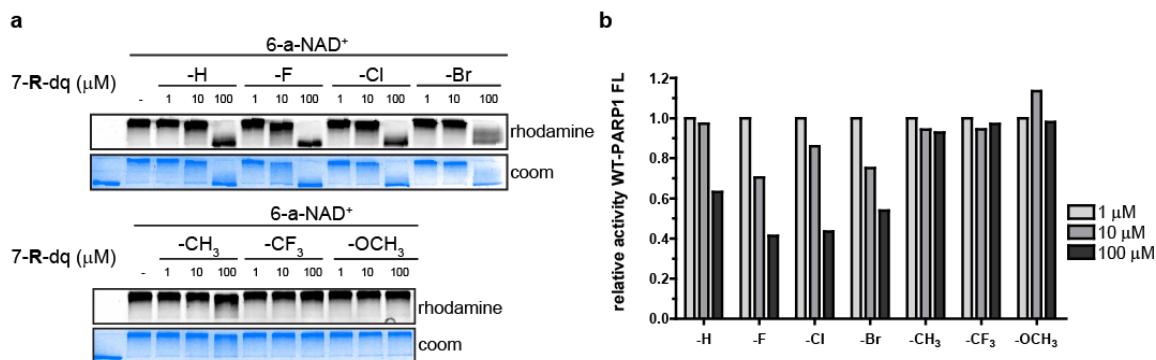 a
6-a-NAD+
7-R-dq (μM)
-H -F -Cl -Br
- 1 10 100 1 10 100 1 10 100 1 10 100
rhodamine
coom
6-a-NAD+
7-R-dq (μM)
-CH3 -CF3 -OCH3
- 1 10 100 1 10 100 1 10 100
rhodamine
coom
b
relative activity WT-PARP1 FL
1.2
1.0
0.8
0.6
0.4
0.2
0.0
-H -F -Cl -Br -CH3 -CF3 -OCH3
1 μM
10 μM
100 μM